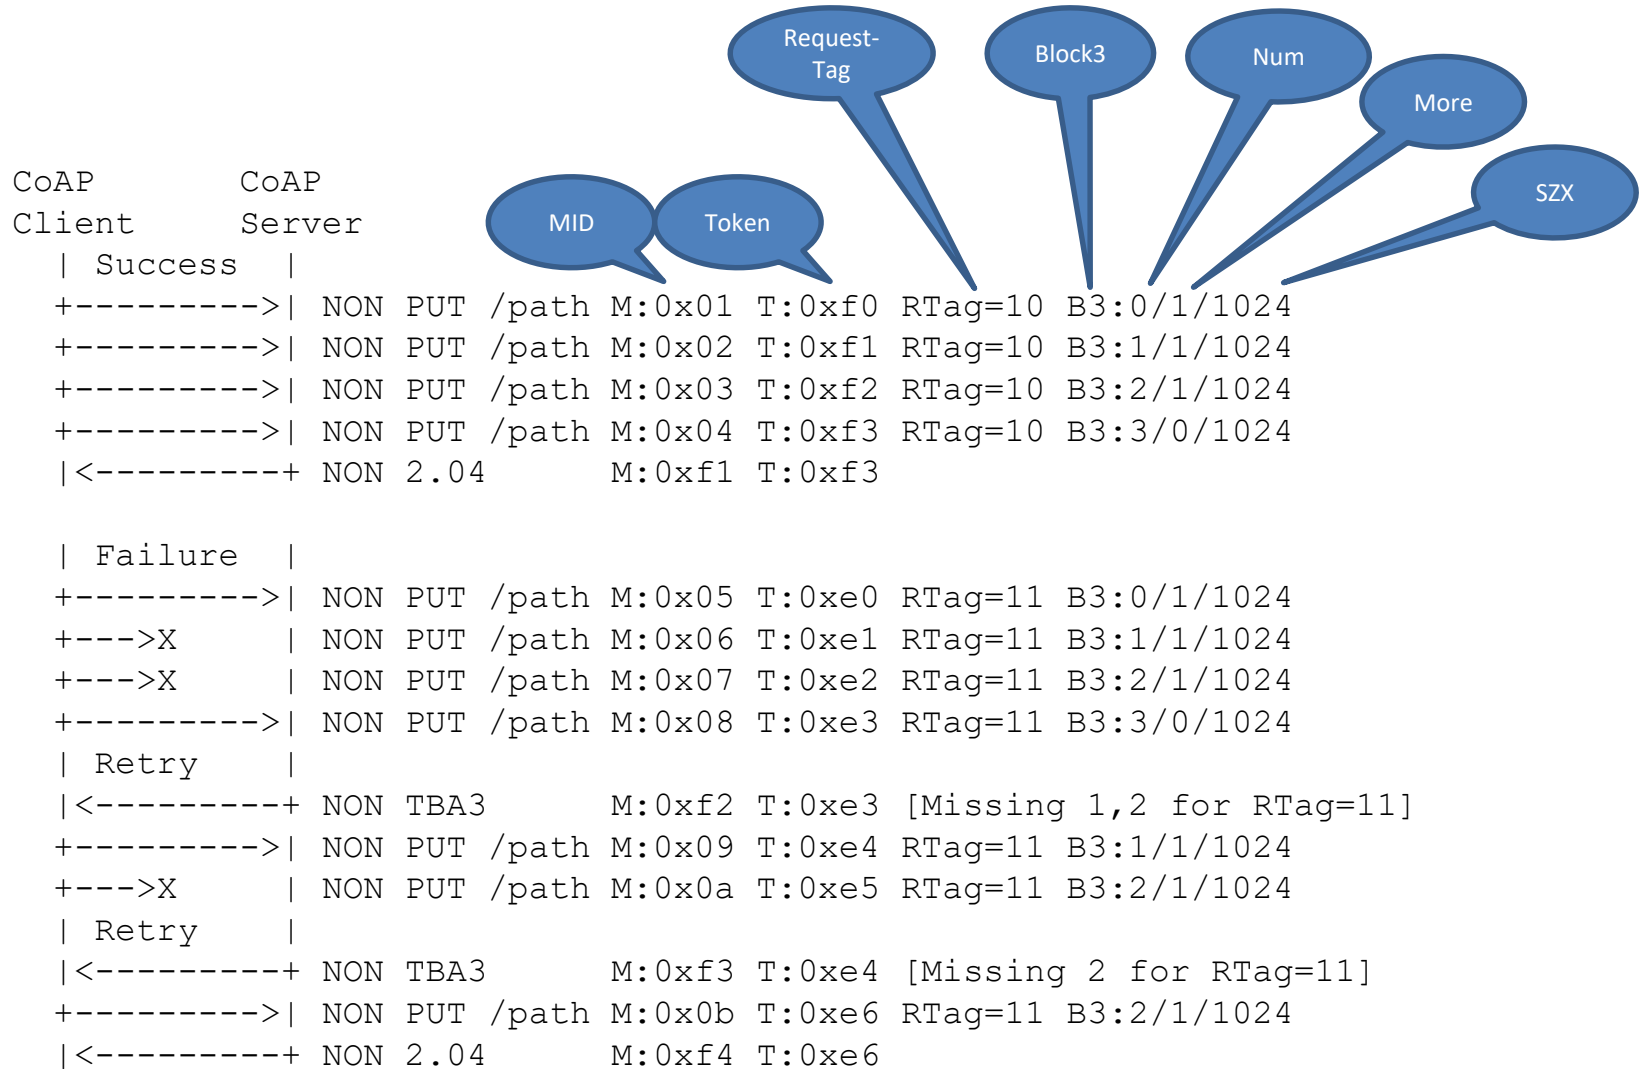 Request-
Tag
Block3
Num
More
SZX
MID
Token
CoAP CoAP
Client Server
| Success |
+--------->| NON PUT /path M:0x01 T:0xf0 RTag=10 B3:0/1/1024
+--------->| NON PUT /path M:0x02 T:0xf1 RTag=10 B3:1/1/1024
+--------->| NON PUT /path M:0x03 T:0xf2 RTag=10 B3:2/1/1024
+--------->| NON PUT /path M:0x04 T:0xf3 RTag=10 B3:3/0/1024
|<---------+ NON 2.04 M:0xf1 T:0xf3
| Failure |
+--------->| NON PUT /path M:0x05 T:0xe0 RTag=11 B3:0/1/1024
+--->X | NON PUT /path M:0x06 T:0xe1 RTag=11 B3:1/1/1024
+--->X | NON PUT /path M:0x07 T:0xe2 RTag=11 B3:2/1/1024
+--------->| NON PUT /path M:0x08 T:0xe3 RTag=11 B3:3/0/1024
| Retry |
|<---------+ NON TBA3 M:0xf2 T:0xe3 [Missing 1,2 for RTag=11]
+--------->| NON PUT /path M:0x09 T:0xe4 RTag=11 B3:1/1/1024
+--->X | NON PUT /path M:0x0a T:0xe5 RTag=11 B3:2/1/1024
| Retry |
|<---------+ NON TBA3 M:0xf3 T:0xe4 [Missing 2 for RTag=11]
+--------->| NON PUT /path M:0x0b T:0xe6 RTag=11 B3:2/1/1024
|<---------+ NON 2.04 M:0xf4 T:0xe6